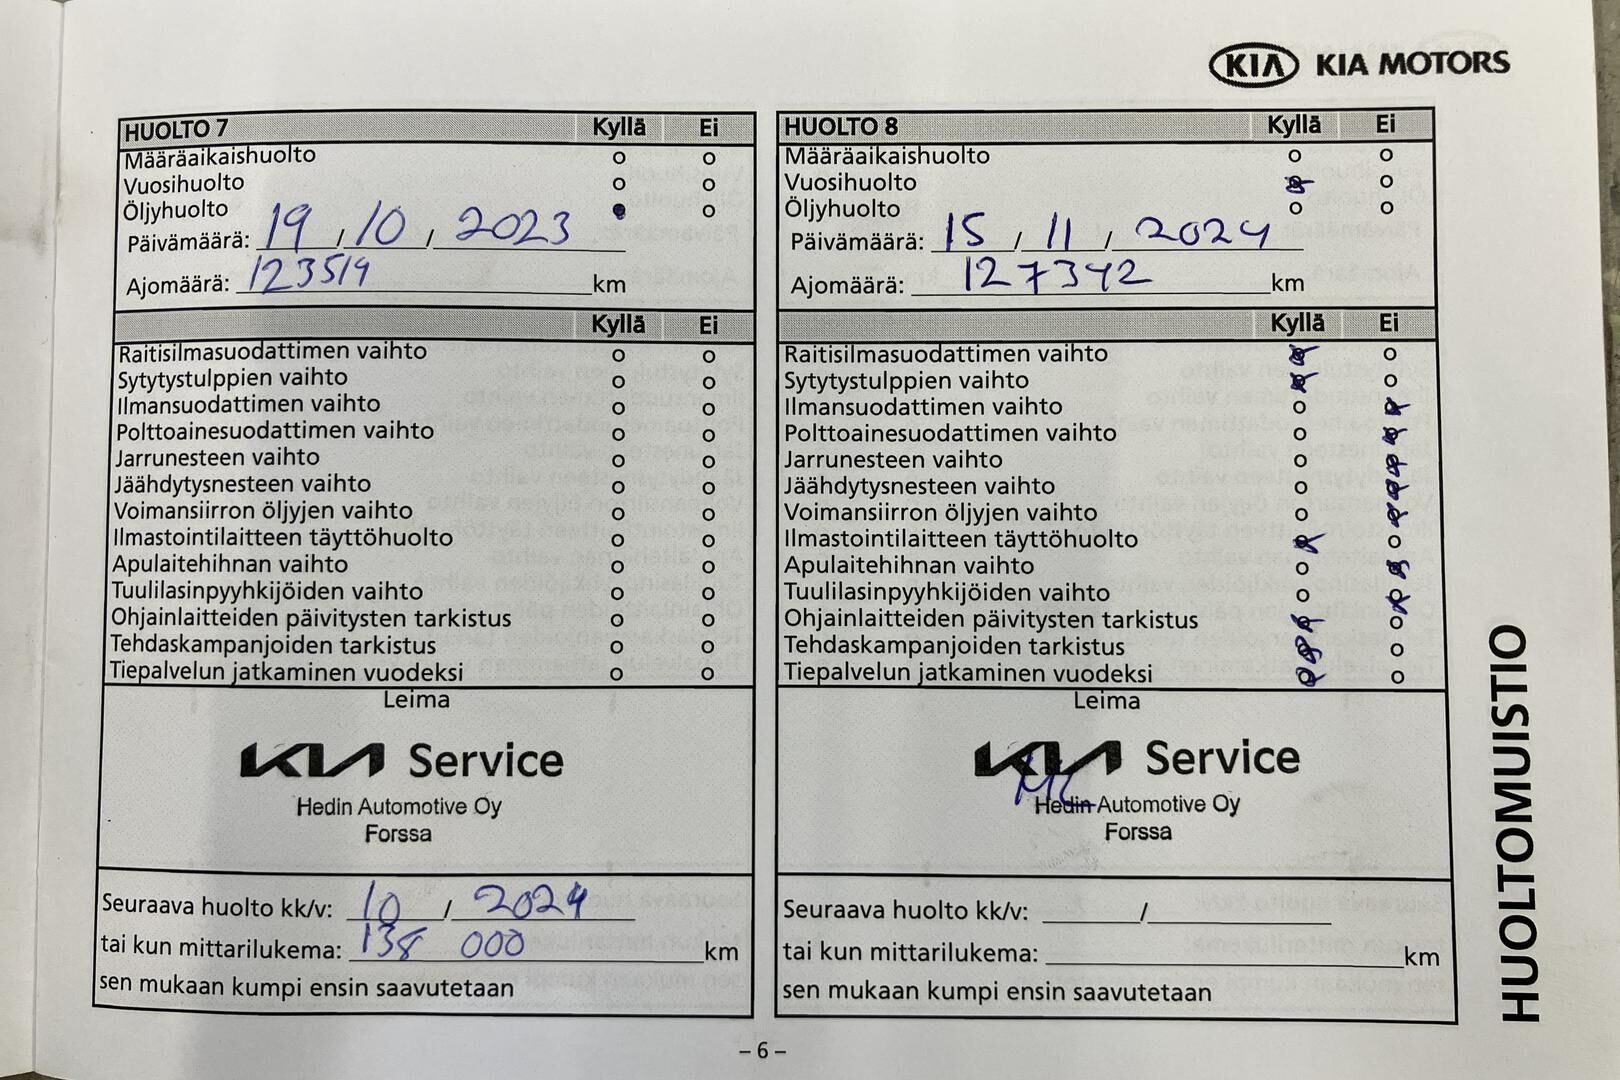 KIA KIA MOTORS
HUOLTO 7 Kyllä Ei
Määräaikaishuolto
Vuosihuolto
Öljyhuolto
Päivämäärä: 19 / 10 / 2023
Ajomäärä: 123519 km
Kyllä Ei
Raitisilmasuodattimen vaihto
Sytytystulppien vaihto
Ilmansuodattimen vaihto
Polttoainesuodattimen vaihto
Jarrunesteen vaihto
Jäähdytysnesteen vaihto
Voimansiirron öljyjen vaihto
Ilmastointilaitteen täyttöhuolto
Apulaitehihnan vaihto
Tuulilasinpyyhkijöiden vaihto
Ohjainlaitteiden päivitysten tarkistus
Tehdaskampanjoiden tarkistus
Tiepalvelun jatkaminen vuodeksi
Leima
KIA Service
Hedin Automotive Oy
Forssa
Seuraava huolto kk/v: 10 / 2024
tai kun mittarilukema: 138 000 km
sen mukaan kumpi ensin saavutetaan
HUOLTO 8 Kyllä Ei
Määräaikaishuolto
Vuosihuolto
Öljyhuolto
Päivämäärä: 15 / 11 / 2024
Ajomäärä: 127342 km
Kyllä Ei
Raitisilmasuodattimen vaihto
Sytytystulppien vaihto
Ilmansuodattimen vaihto
Polttoainesuodattimen vaihto
Jarrunesteen vaihto
Jäähdytysnesteen vaihto
Voimansiirron öljyjen vaihto
Ilmastointilaitteen täyttöhuolto
Apulaitehihnan vaihto
Tuulilasinpyyhkijöiden vaihto
Ohjainlaitteiden päivitysten tarkistus
Tehdaskampanjoiden tarkistus
Tiepalvelun jatkaminen vuodeksi
Leima
KIA Service
Hedin Automotive Oy
Forssa
Seuraava huolto kk/v: /
tai kun mittarilukema: km
sen mukaan kumpi ensin saavutetaan
HUOLTOMUISTIO
– 6 –